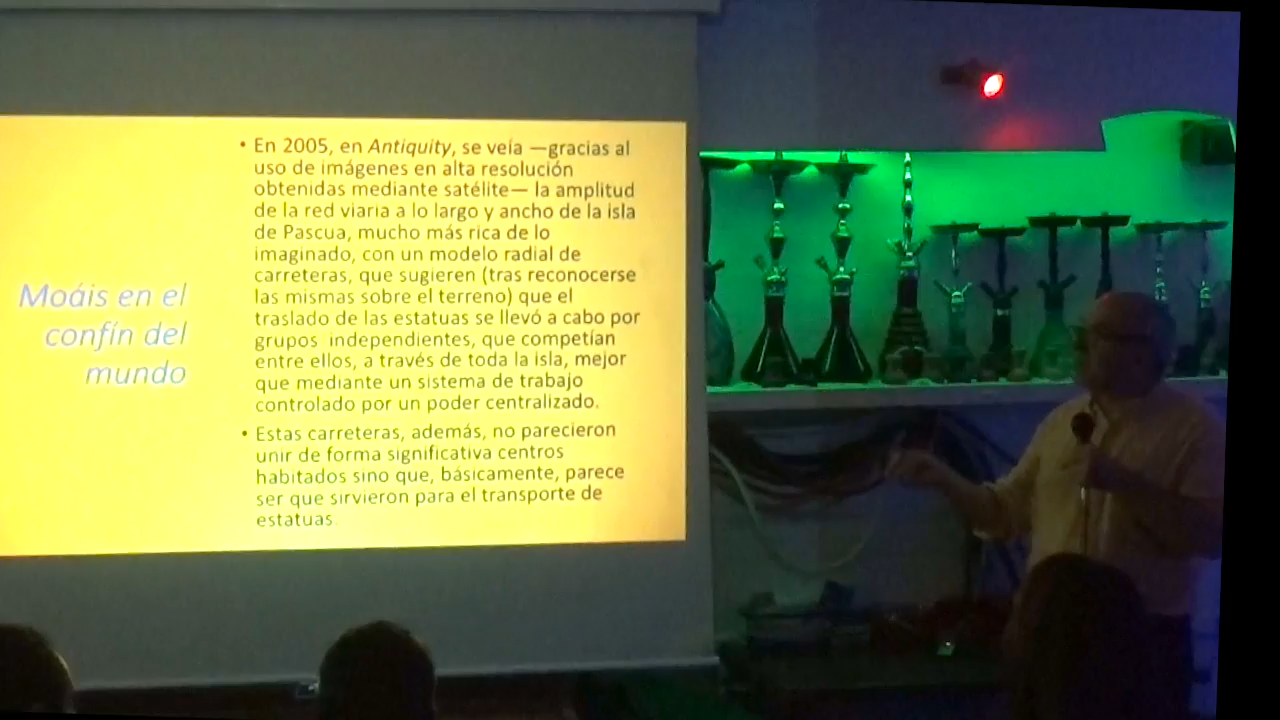 Moáis en el
confín del
mundo
• En 2005, en Antiquity, se veía —gracias al
uso de imágenes en alta resolución
obtenidas mediante satélite— la amplitud
de la red viaria a lo largo y ancho de la isla
de Pascua, mucho más rica de lo
imaginado, con un modelo radial de
carreteras, que sugieren (tras reconocerse
las mismas sobre el terreno) que el
traslado de las estatuas se llevó a cabo por
grupos independientes, que competían
entre ellos, a través de toda la isla, mejor
que mediante un sistema de trabajo
controlado por un poder centralizado.
• Estas carreteras, además, no parecieron
unir de forma significativa centros
habitados sino que, básicamente, parece
ser que sirvieron para el transporte de
estatuas.